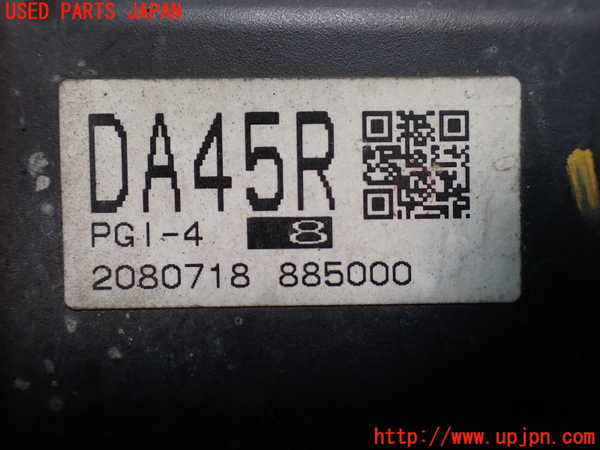 USED PARTS JAPAN
DA45R
PGI-4 8
2080718 885000
http://www.upjpn.com